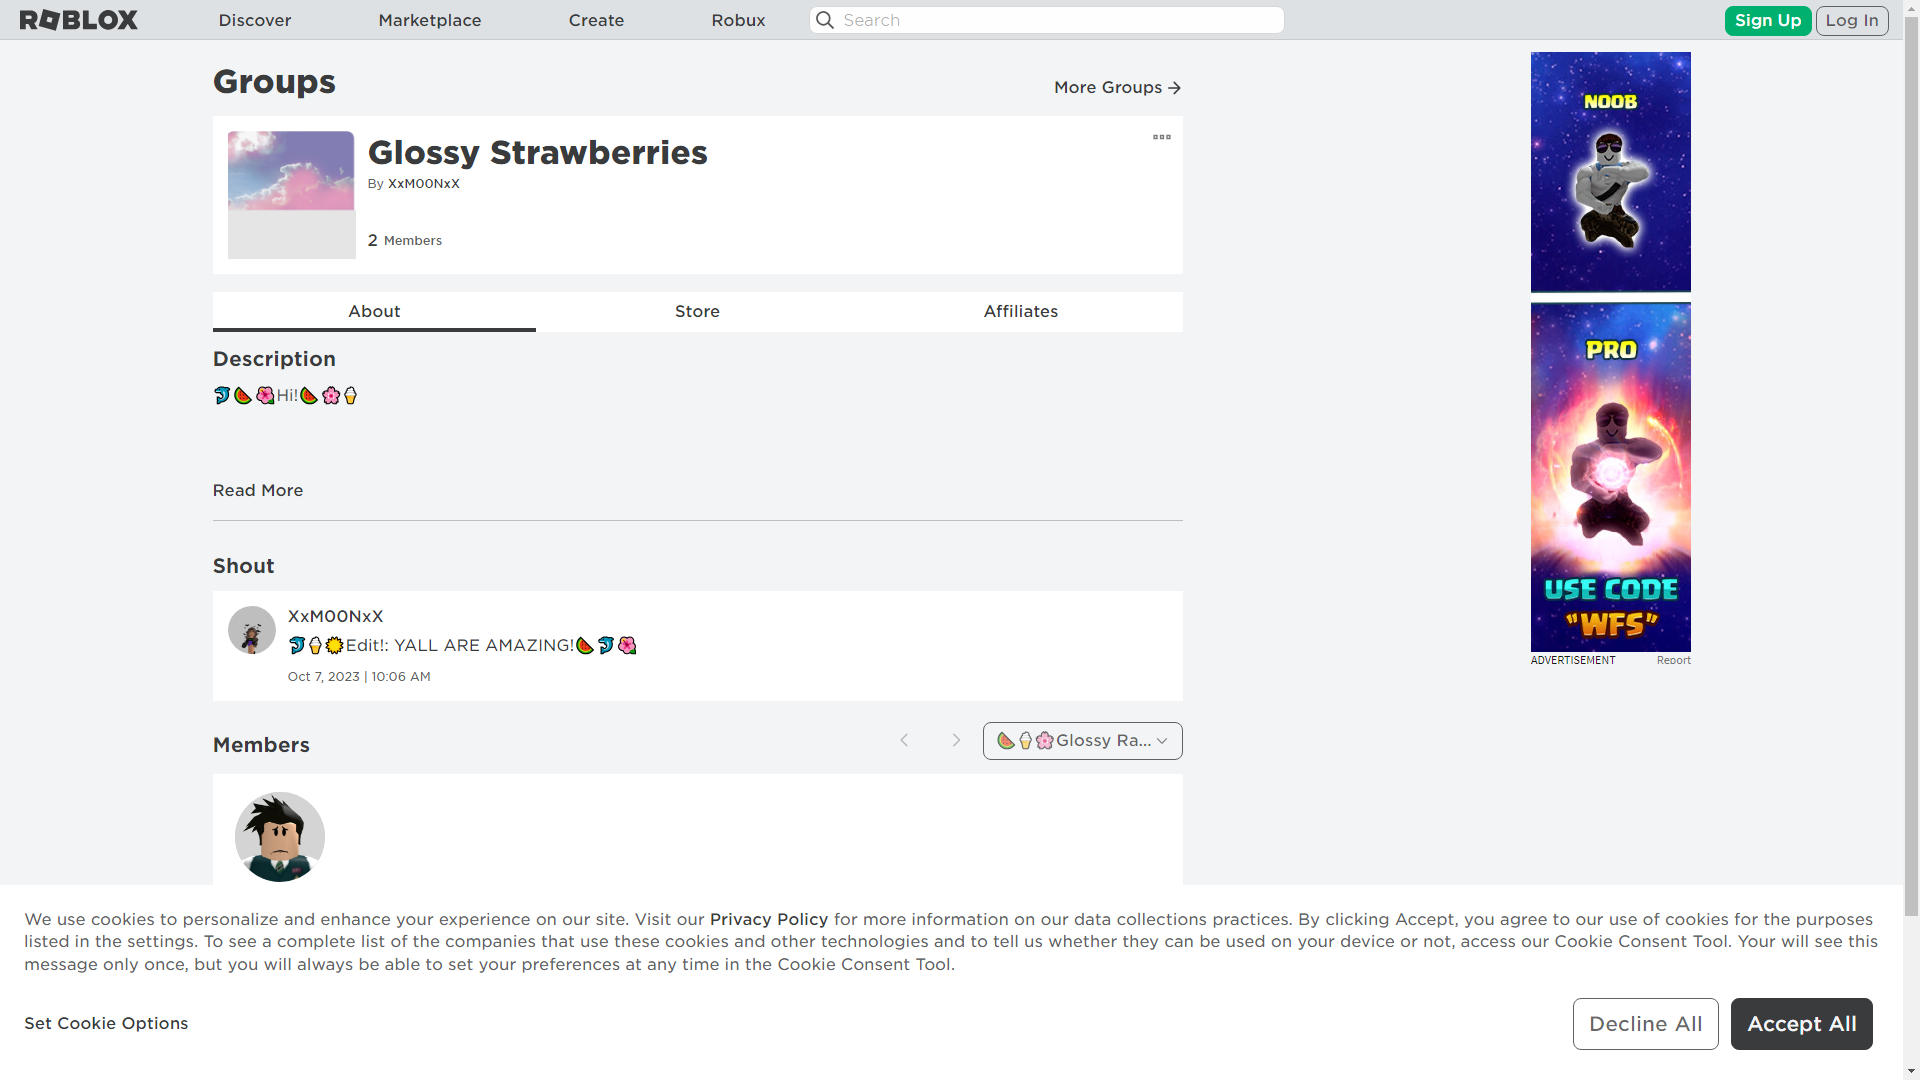 ROBLOX
Discover
Marketplace
Create
Robux
Search
Sign Up
Log In
Groups
More Groups →
Glossy Strawberries
By XxM00NxX
2 Members
About
Store
Affiliates
Description
🐬🍉🌺Hi!🍉🌸🍦
Read More
Shout
XxM00NxX
🐬🍦🌞Edit!: YALL ARE AMAZING!🍉🐬🌺
Oct 7, 2023 | 10:06 AM
Members
🍉🍦🌸Glossy Ra...
NOOB
PRO
USE CODE
"WFS"
ADVERTISEMENT
Report
We use cookies to personalize and enhance your experience on our site. Visit our Privacy Policy for more information on our data collections practices. By clicking Accept, you agree to our use of cookies for the purposes
listed in the settings. To see a complete list of the companies that use these cookies and other technologies and to tell us whether they can be used on your device or not, access our Cookie Consent Tool. Your will see this
message only once, but you will always be able to set your preferences at any time in the Cookie Consent Tool.
Set Cookie Options
Decline All
Accept All